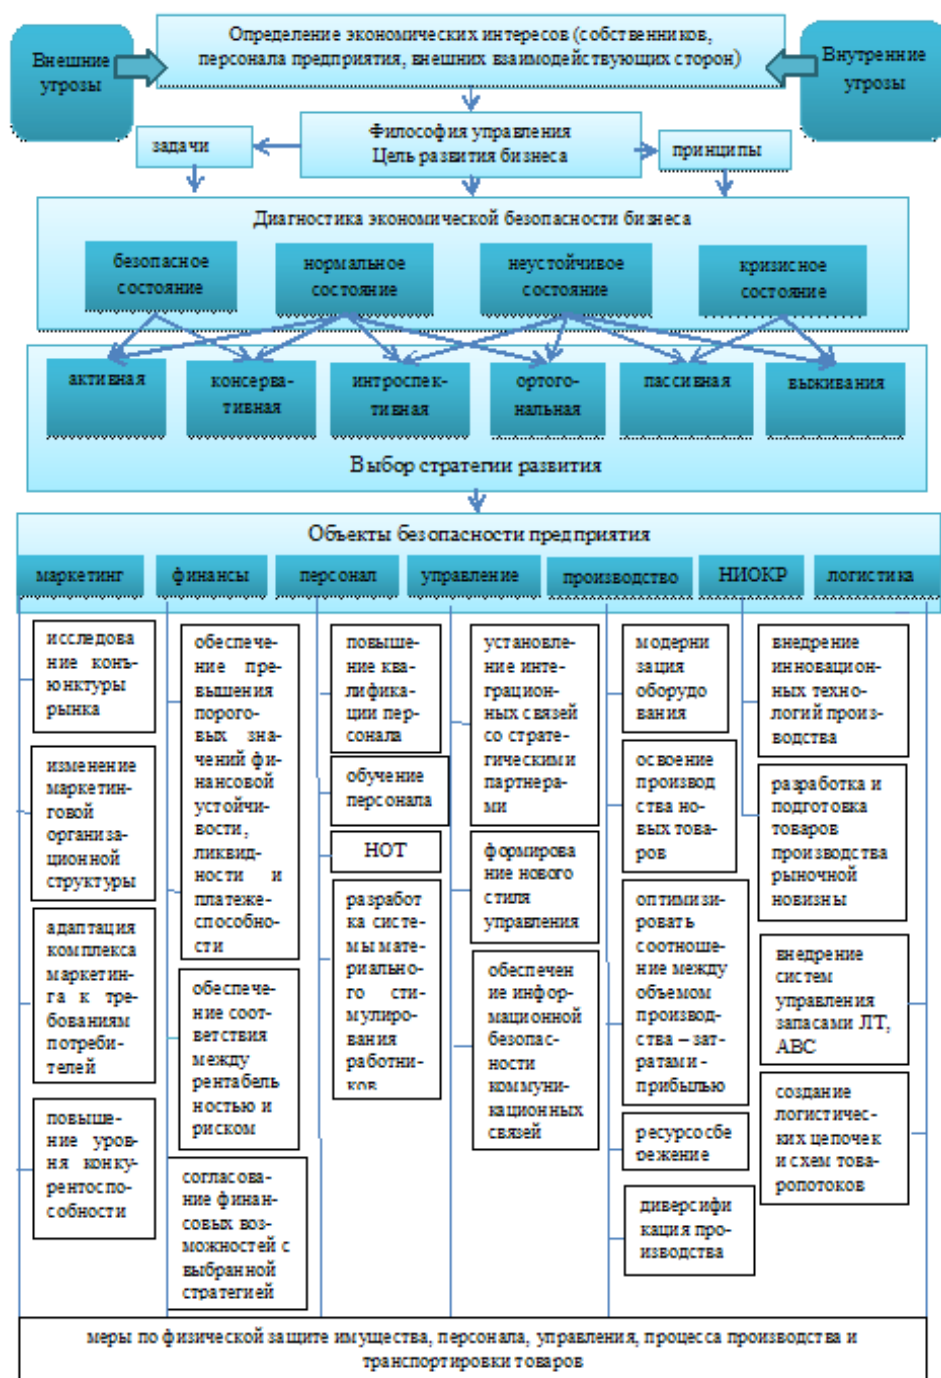 Определение экономических интересов (собственников,
персонала предприятия, внешних взаимодействующих сторон)
Внешние
угрозы
Внутренние
угрозы
Философия управления
Цель развития бизнеса
задачи
принципы
Диагностика экономической безопасности бизнеса
безопасное
состояние
нормальное
состояние
неустойчивое
состояние
кризисное
состояние
активная
консерва-
тивная
интроспек-
тивная
ортого-
нальная
пассивная
выживания
Выбор стратегии развития
Объекты безопасности предприятия
маркетинг
финансы
персонал
управление
производство
НИОКР
логистика
исследова
ние конъ-
юнктуры
рынка
изменение
маркетин-
говой
организа-
ционной
структуры
адаптация
комплекса
маркетин-
га к тре-
бованиям
потреби-
телей
повыше-
ние уров-
ня конку-
рентоспо-
собности
обеспече-
ние пре-
вышения
порого-
вых зна-
чений фи-
нансовой
устойчи-
вости,
ликвид-
ности и
платеже-
способно-
сти
обеспече-
ние соот-
ветствия
между
рентабель
ностью и
риском
согласова-
ние финан-
совых воз-
можностей с
выбранной
стратегией
повыше-
ние ква-
лифика-
ции пер-
сонала
обучение
персонала
НОТ
разработ
ка систе-
мы мате-
риально-
го сти-
мулиро-
вания
работни-
ков
установле-
ние инте-
грацион-
ных связей
со страте-
гическими
партнера-
ми
формирова
ние нового
стиля
управления
обеспечен
ие инфор-
мационной
безопасно-
сти
коммуни-
кационных
связей
модерни
зация
оборудо
вания
освоение
производ
ства но-
вых това-
ров
оптимизи-
ровать
соотноше-
ние между
объемом
производ-
ства – зат-
ратами -
прибылью
ресурсосбе
режение
диверсифи
кация про-
изводства
внедрение
инновацион-
ных техно-
логий произ-
водства
разработка и
подготовка
товаров
производства
рыночной
новизны
внедрение
систем
управления
запасами ЛТ,
АВС
создание
логистичес-
ких цепочек
и схем това-
ропотоков
меры по физической защите имущества, персонала, управления, процесса производства и
транспортировки товаров